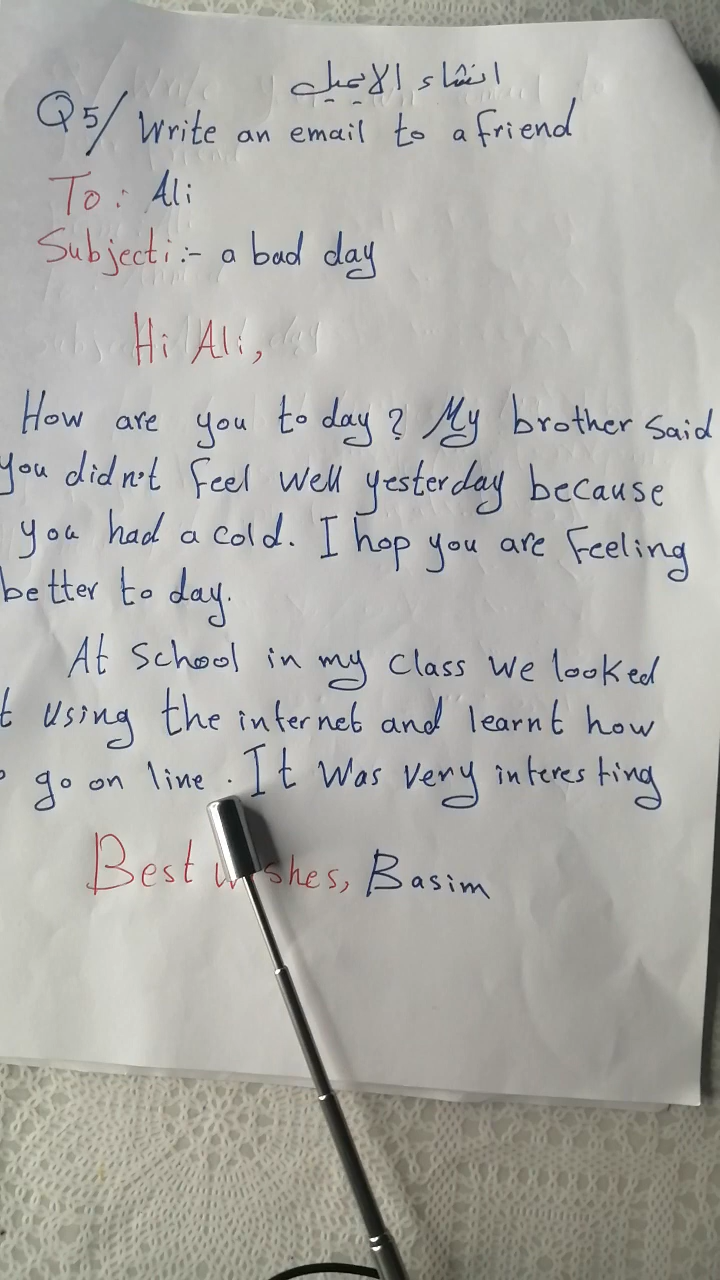 انشاء الايميل
Q5/ Write an email to a friend
To: Ali
Subject: :- a bad day
Hi Ali,
How are you to day? My brother said
you didn't feel well yesterday because
you had a cold. I hop you are feeling
better to day.
At school in my class we looked
t using the internet and learnt how
go on line. It was very interesting
Best wishes, Basim